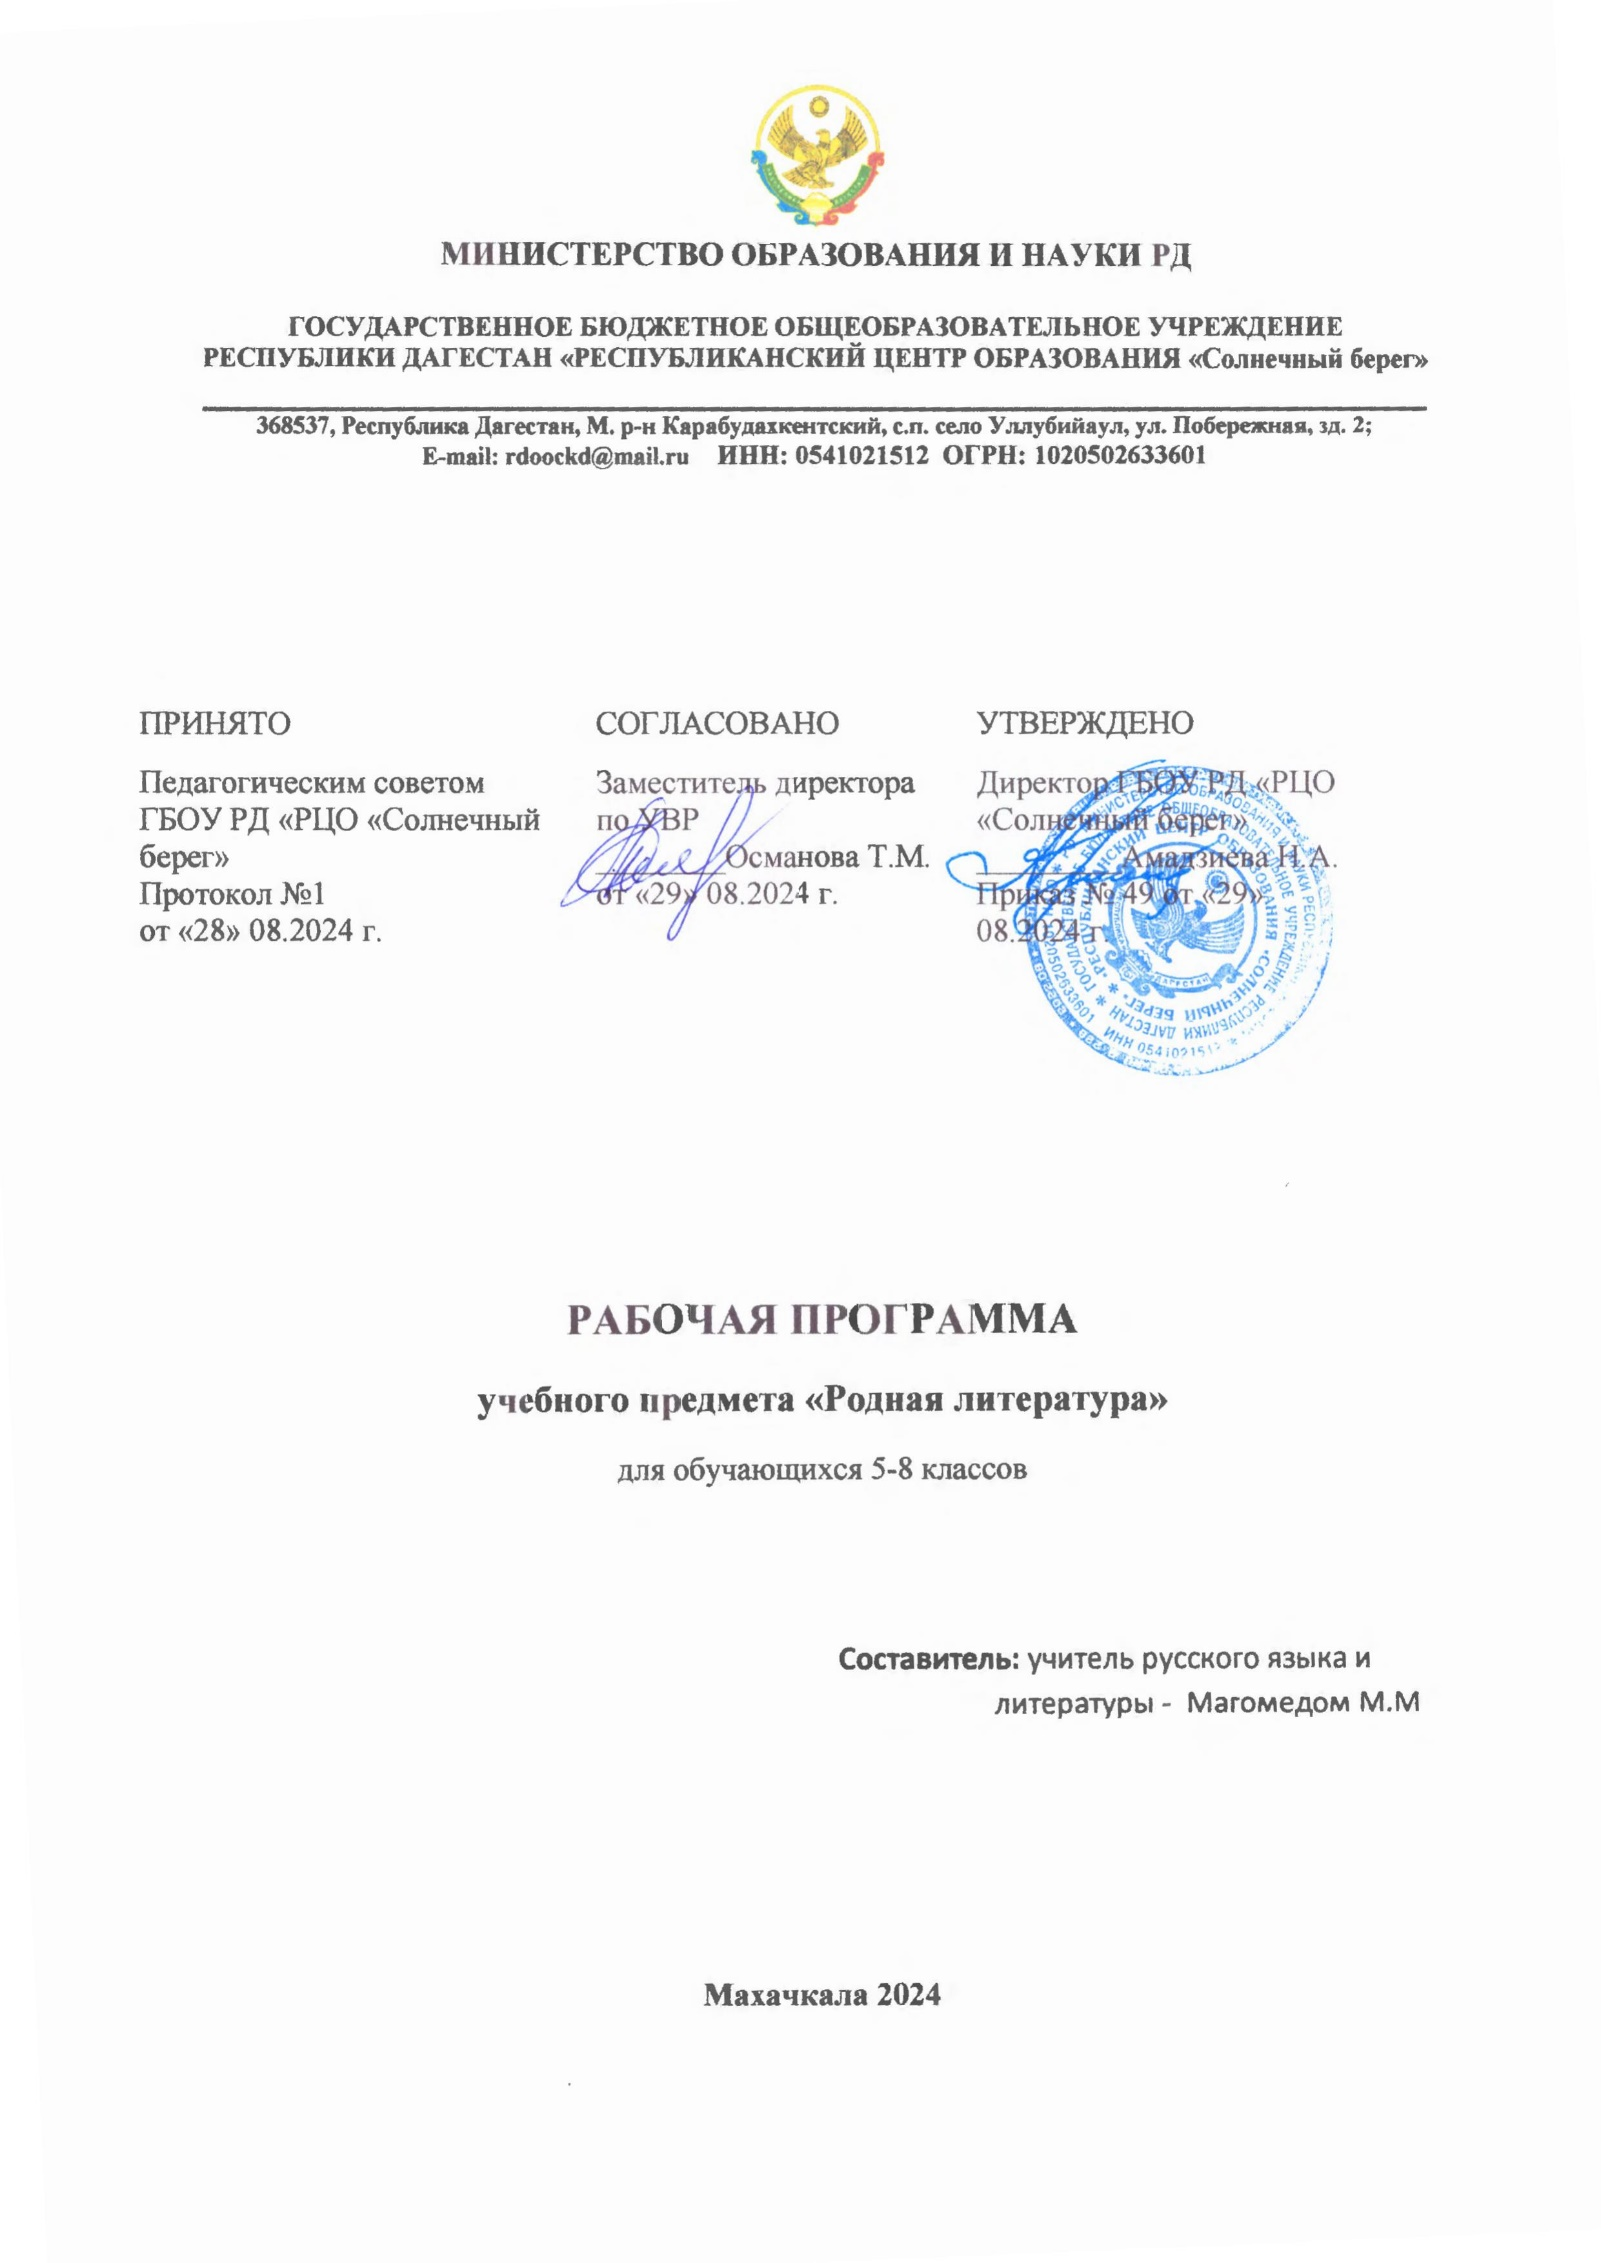 МИНИСТЕРСТВО ОБРАЗОВАНИЯ И НАУКИ РД
ГОСУДАРСТВЕННОЕ БЮДЖЕТНОЕ ОБЩЕОБРАЗОВАТЕЛЬНОЕ УЧРЕЖДЕНИЕ
РЕСПУБЛИКИ ДАГЕСТАН «РЕСПУБЛИКАНСКИЙ ЦЕНТР ОБРАЗОВАНИЯ «Солнечный берег»
368537, Республика Дагестан, М. р-н Карабудахкентский, с.п. село Уллубийаул, ул. Побережная, зд. 2;
E-mail: rdoockd@mail.ru ИНН: 0541021512 ОГРН: 1020502633601
ПРИНЯТО
Педагогическим советом
ГБОУ РД «РЦО «Солнечный
берег»
Протокол №1
от «28» 08.2024 г.
СОГЛАСОВАНО
Заместитель директора
по УВР
________Османова Т.М.
от «29» 08.2024 г.
УТВЕРЖДЕНО
Директор ГБОУ РД «РЦО
«Солнечный берег»
_________Амадзиева Н.А.
Приказ № 49 от «29»
08.2024 г.
РАБОЧАЯ ПРОГРАММА
учебного предмета «Родная литература»
для обучающихся 5-8 классов
Составитель: учитель русского языка и
литературы - Магомедом М.М
Махачкала 2024